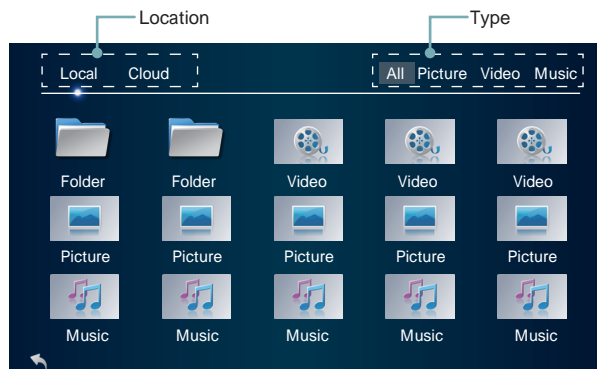 Location Type
Local Cloud All Picture Video Music
Folder Folder Video Video Video
Picture Picture Picture Picture Picture
Music Music Music Music Music